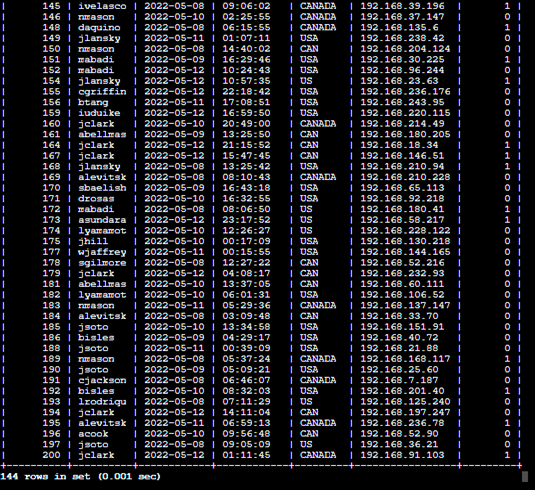 | 145 | ivelasco | 2022-05-08 | 09:06:02 | CANADA | 192.168.39.196 | 1 |
| 146 | nmason | 2022-05-10 | 02:25:55 | CANADA | 192.168.37.147 | 0 |
| 148 | daquino | 2022-05-08 | 06:15:55 | CANADA | 192.168.135.6 | 1 |
| 149 | jlansky | 2022-05-11 | 01:07:11 | USA | 192.168.238.42 | 0 |
| 150 | nmason | 2022-05-08 | 14:40:02 | CAN | 192.168.204.124 | 0 |
| 151 | mabadi | 2022-05-09 | 16:29:46 | USA | 192.168.30.225 | 1 |
| 152 | mabadi | 2022-05-12 | 10:24:43 | USA | 192.168.96.244 | 0 |
| 154 | jlansky | 2022-05-12 | 10:57:35 | US | 192.168.23.63 | 1 |
| 155 | cgriffin | 2022-05-12 | 22:18:42 | USA | 192.168.236.176 | 0 |
| 156 | btang | 2022-05-11 | 17:08:51 | USA | 192.168.243.95 | 0 |
| 159 | iuduike | 2022-05-12 | 16:59:50 | USA | 192.168.220.115 | 0 |
| 160 | jclark | 2022-05-10 | 20:49:00 | CANADA | 192.168.214.49 | 0 |
| 161 | abellmas | 2022-05-09 | 13:25:50 | CAN | 192.168.180.205 | 0 |
| 164 | jclark | 2022-05-12 | 21:15:52 | CAN | 192.168.18.34 | 1 |
| 167 | jclark | 2022-05-12 | 15:47:45 | CAN | 192.168.146.51 | 1 |
| 168 | jlansky | 2022-05-08 | 13:25:42 | USA | 192.168.210.94 | 1 |
| 169 | alevitsk | 2022-05-08 | 08:10:43 | CANADA | 192.168.210.228 | 0 |
| 170 | sbaelish | 2022-05-09 | 16:43:18 | USA | 192.168.65.113 | 0 |
| 171 | drosas | 2022-05-10 | 16:32:55 | USA | 192.168.92.218 | 0 |
| 172 | mabadi | 2022-05-08 | 08:06:50 | US | 192.168.180.41 | 1 |
| 173 | asundara | 2022-05-12 | 23:17:52 | US | 192.168.58.217 | 1 |
| 174 | lyamamot | 2022-05-10 | 12:26:27 | US | 192.168.228.122 | 0 |
| 175 | jhill | 2022-05-10 | 00:17:09 | USA | 192.168.130.218 | 0 |
| 177 | wjaffrey | 2022-05-11 | 00:15:55 | USA | 192.168.144.165 | 0 |
| 178 | sgilmore | 2022-05-08 | 12:27:22 | CAN | 192.168.52.216 | 0 |
| 179 | jclark | 2022-05-12 | 04:08:17 | CAN | 192.168.232.93 | 0 |
| 181 | abellmas | 2022-05-10 | 13:37:05 | CAN | 192.168.60.111 | 0 |
| 182 | lyamamot | 2022-05-10 | 06:01:31 | USA | 192.168.106.52 | 0 |
| 183 | nmason | 2022-05-11 | 05:29:36 | CANADA | 192.168.137.147 | 0 |
| 184 | alevitsk | 2022-05-08 | 03:09:48 | CAN | 192.168.33.70 | 0 |
| 185 | jsoto | 2022-05-10 | 13:34:58 | USA | 192.168.151.91 | 0 |
| 186 | bisles | 2022-05-09 | 04:29:17 | USA | 192.168.40.72 | 0 |
| 188 | jsoto | 2022-05-11 | 00:39:09 | USA | 192.168.21.88 | 0 |
| 189 | nmason | 2022-05-08 | 05:37:24 | CANADA | 192.168.168.117 | 1 |
| 190 | jsoto | 2022-05-09 | 05:09:21 | USA | 192.168.25.60 | 0 |
| 191 | cjackson | 2022-05-08 | 06:46:07 | CANADA | 192.168.7.187 | 0 |
| 192 | bisles | 2022-05-10 | 08:32:03 | USA | 192.168.201.40 | 1 |
| 193 | lrodriqu | 2022-05-08 | 07:11:29 | US | 192.168.125.240 | 0 |
| 194 | jclark | 2022-05-12 | 14:11:04 | CAN | 192.168.197.247 | 0 |
| 195 | alevitsk | 2022-05-11 | 06:59:13 | CANADA | 192.168.236.78 | 1 |
| 196 | acook | 2022-05-10 | 09:56:48 | CAN | 192.168.52.90 | 0 |
| 197 | jsoto | 2022-05-08 | 09:05:09 | US | 192.168.36.21 | 0 |
| 200 | jclark | 2022-05-12 | 01:11:45 | CANADA | 192.168.91.103 | 1 |
144 rows in set (0.001 sec)